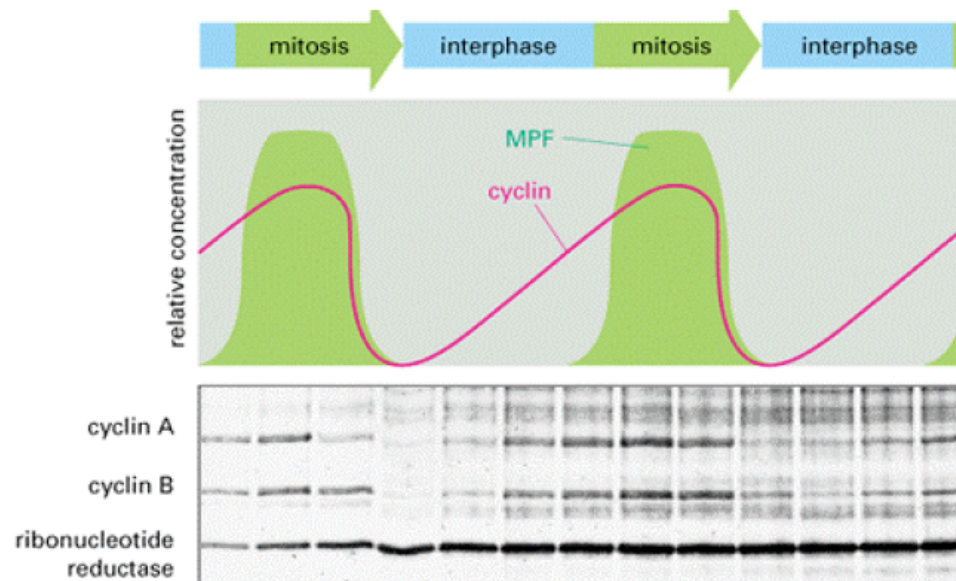 mitosis interphase mitosis interphase
relative concentration
MPF
cyclin
cyclin A
cyclin B
ribonucleotide
reductase